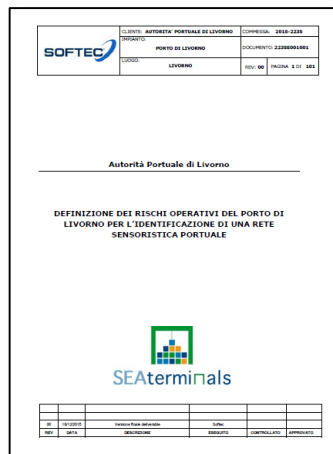 SOFTEC
CLIENTE: AUTORITA' PORTUALE DI LIVORNO
COMMESSA: 2015-2235
IMPIANTO:
PORTO DI LIVORNO
DOCUMENTO: 2235E001001
LUOGO:
LIVORNO
REV: 00
PAGINA 1 DI 101
Autorità Portuale di Livorno
DEFINIZIONE DEI RISCHI OPERATIVI DEL PORTO DI
LIVORNO PER L'IDENTIFICAZIONE DI UNA RETE
SENSORISTICA PORTUALE
SEAterminals
00 Versione finale deliverable Softec
REV DATA DESCRIZIONE ESEGUITO CONTROLLATO APPROVATO